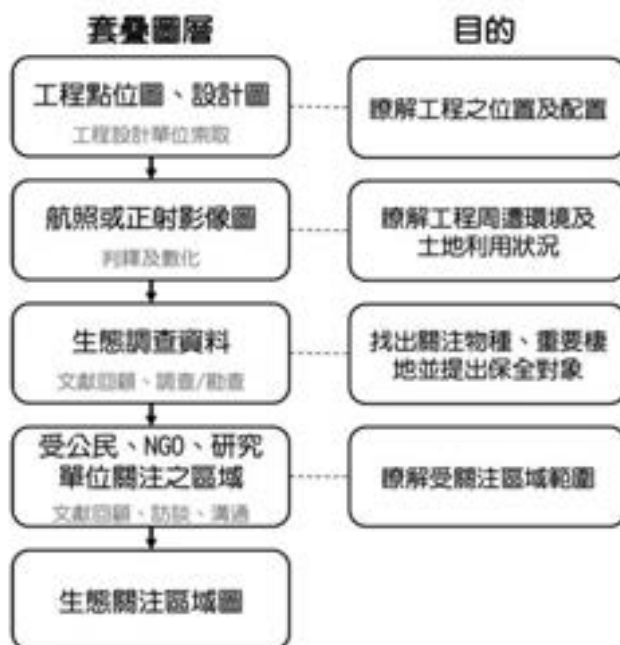 套疊圖層
目的
工程點位圖、設計圖
工程設計單位索取
瞭解工程之位置及配置
航照或正射影像圖
判釋及數化
瞭解工程周遭環境及
土地利用狀況
生態調查資料
文獻回顧、調查/勘查
找出關注物種、重要棲
地並提出保全對象
受公民、NGO、研究
單位關注之區域
文獻回顧、訪談、溝通
瞭解受關注區域範圍
生態關注區域圖